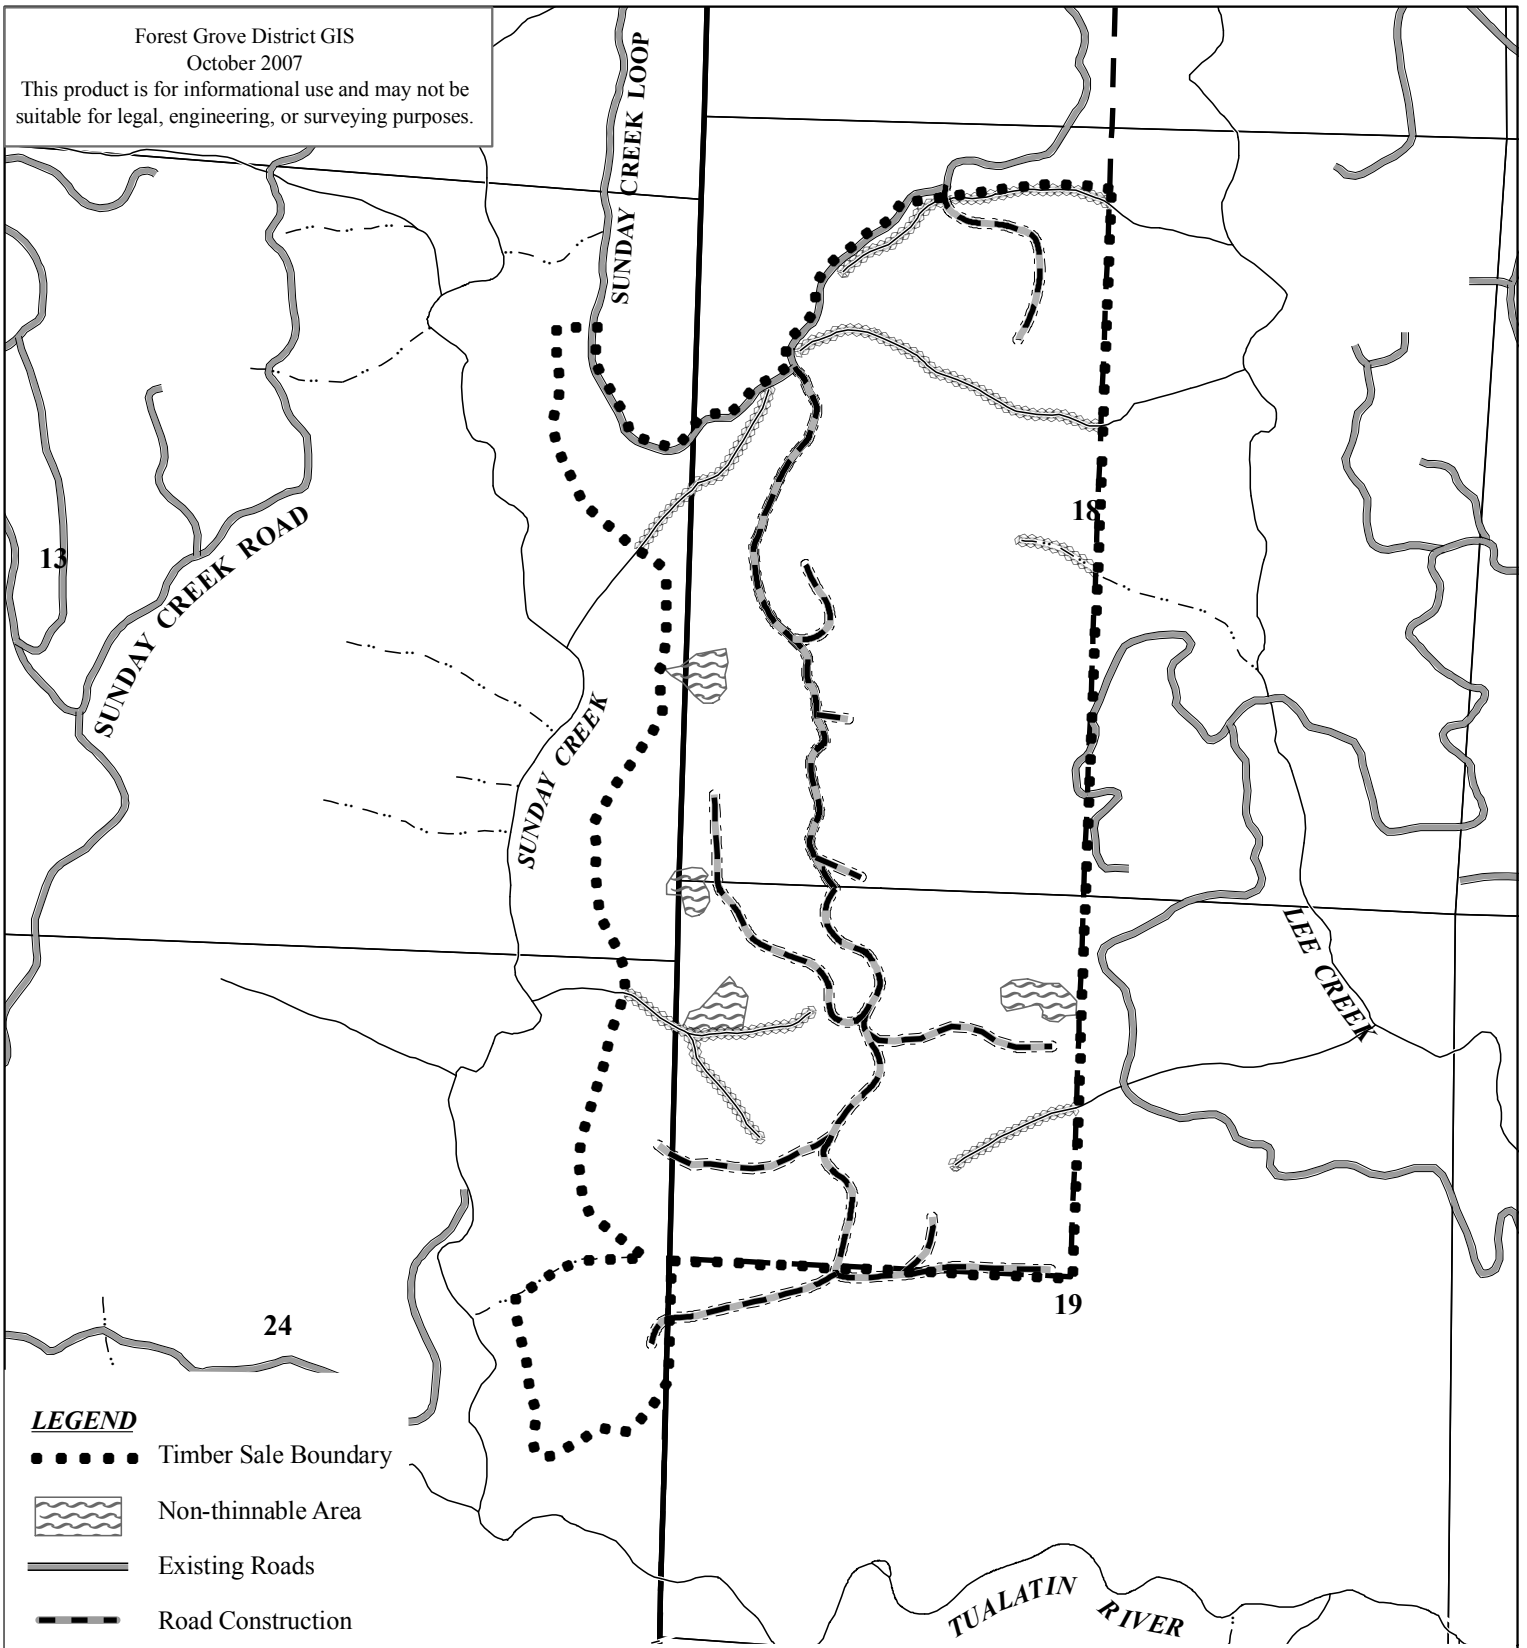 Forest Grove District GIS
October 2007
This product is for informational use and may not be
suitable for legal, engineering, or surveying purposes.
SUNDAY CREEK LOOP
18
13
SUNDAY CREEK ROAD
SUNDAY CREEK
LEE CREEK
19
24
LEGEND
Timber Sale Boundary
Non-thinnable Area
Existing Roads
Road Construction
TUALATIN RIVER